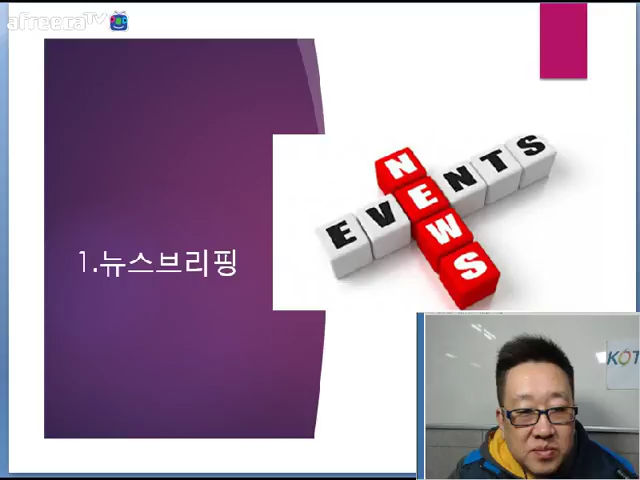 afreecaTV
NEWS
EVENTS
1.뉴스브리핑
KOT